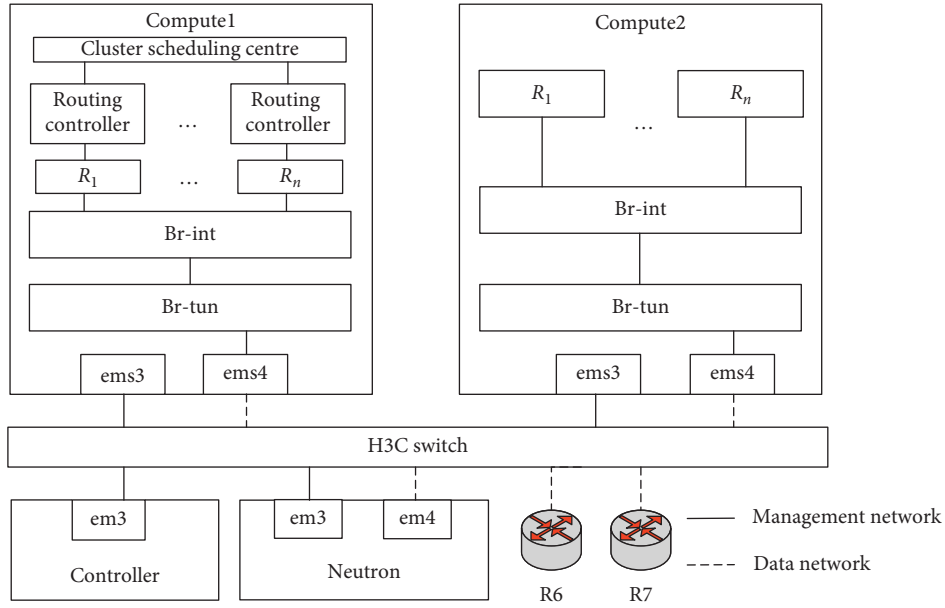 Compute1
Cluster scheduling centre
Routing
controller
...
Routing
controller
R1
...
Rn
Br-int
Br-tun
ems3
ems4
Compute2
R1
...
Rn
Br-int
Br-tun
ems3
ems4
H3C switch
em3
Controller
em3
em4
Neutron
R6
R7
Management network
Data network